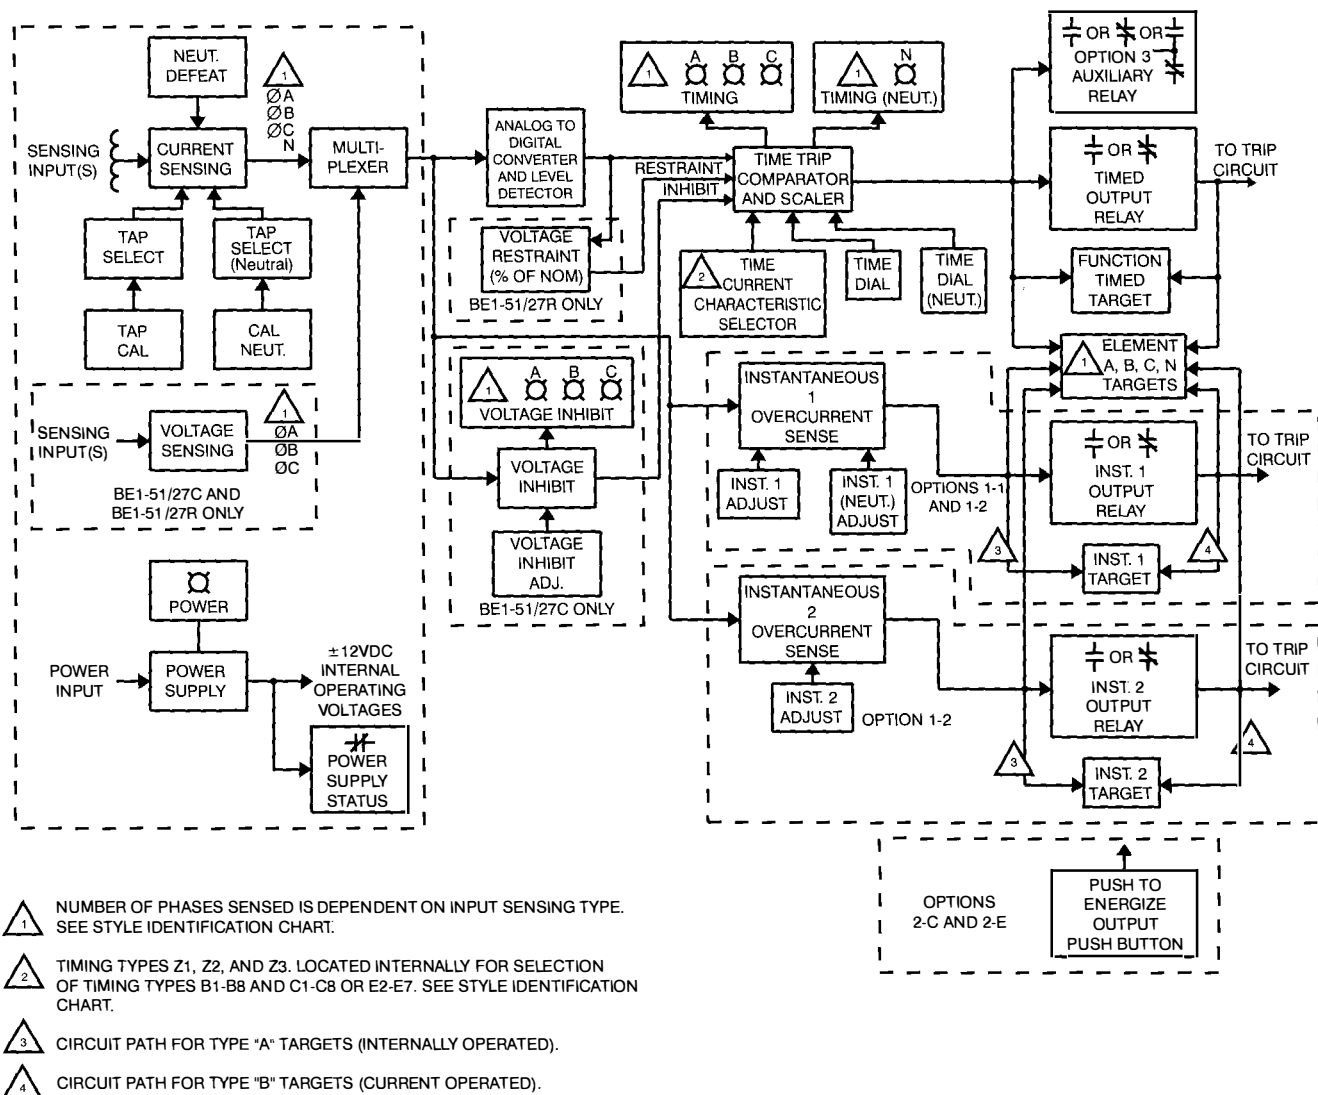 NEUT.
DEFEAT
1
ØA
ØB
ØC
N
SENSING
INPUT(S)
CURRENT
SENSING
MULTI-
PLEXER
TAP
SELECT
TAP
SELECT
(Neutral)
TAP
CAL
CAL
NEUT.
SENSING
INPUT(S)
VOLTAGE
SENSING
1
ØA
ØB
ØC
BE1-51/27C AND
BE1-51/27R ONLY
POWER
POWER
INPUT
POWER
SUPPLY
±12VDC
INTERNAL
OPERATING
VOLTAGES
POWER
SUPPLY
STATUS
ANALOG TO
DIGITAL
CONVERTER
AND LEVEL
DETECTOR
VOLTAGE
RESTRAINT
(% OF NOM)
BE1-51/27R ONLY
1
A B C
VOLTAGE INHIBIT
VOLTAGE
INHIBIT
VOLTAGE
INHIBIT
ADJ.
BE1-51/27C ONLY
1
A B C
TIMING
1
N
TIMING (NEUT.)
RESTRAINT
INHIBIT
TIME TRIP
COMPARATOR
AND SCALER
2
TIME
CURRENT
CHARACTERISTIC
SELECTOR
TIME
DIAL
TIME
DIAL
(NEUT.)
INSTANTANEOUS
1
OVERCURRENT
SENSE
INST. 1
ADJUST
INST. 1
(NEUT.)
ADJUST
OPTIONS 1-1
AND 1-2
INSTANTANEOUS
2
OVERCURRENT
SENSE
INST. 2
ADJUST
OPTION 1-2
OR OR
OPTION 3
AUXILIARY
RELAY
OR
TIMED
OUTPUT
RELAY
TO TRIP
CIRCUIT
FUNCTION
TIMED
TARGET
1
ELEMENT
A, B, C, N
TARGETS
OR
INST. 1
OUTPUT
RELAY
TO TRIP
CIRCUIT
3
INST. 1
TARGET
4
OR
INST. 2
OUTPUT
RELAY
TO TRIP
CIRCUIT
3
INST. 2
TARGET
4
OPTIONS
2-C AND 2-E
PUSH TO
ENERGIZE
OUTPUT
PUSH BUTTON
1
NUMBER OF PHASES SENSED IS DEPENDENT ON INPUT SENSING TYPE.
SEE STYLE IDENTIFICATION CHART.
2
TIMING TYPES Z1, Z2, AND Z3. LOCATED INTERNALLY FOR SELECTION
OF TIMING TYPES B1-B8 AND C1-C8 OR E2-E7. SEE STYLE IDENTIFICATION
CHART.
3
CIRCUIT PATH FOR TYPE "A" TARGETS (INTERNALLY OPERATED).
4
CIRCUIT PATH FOR TYPE "B" TARGETS (CURRENT OPERATED).